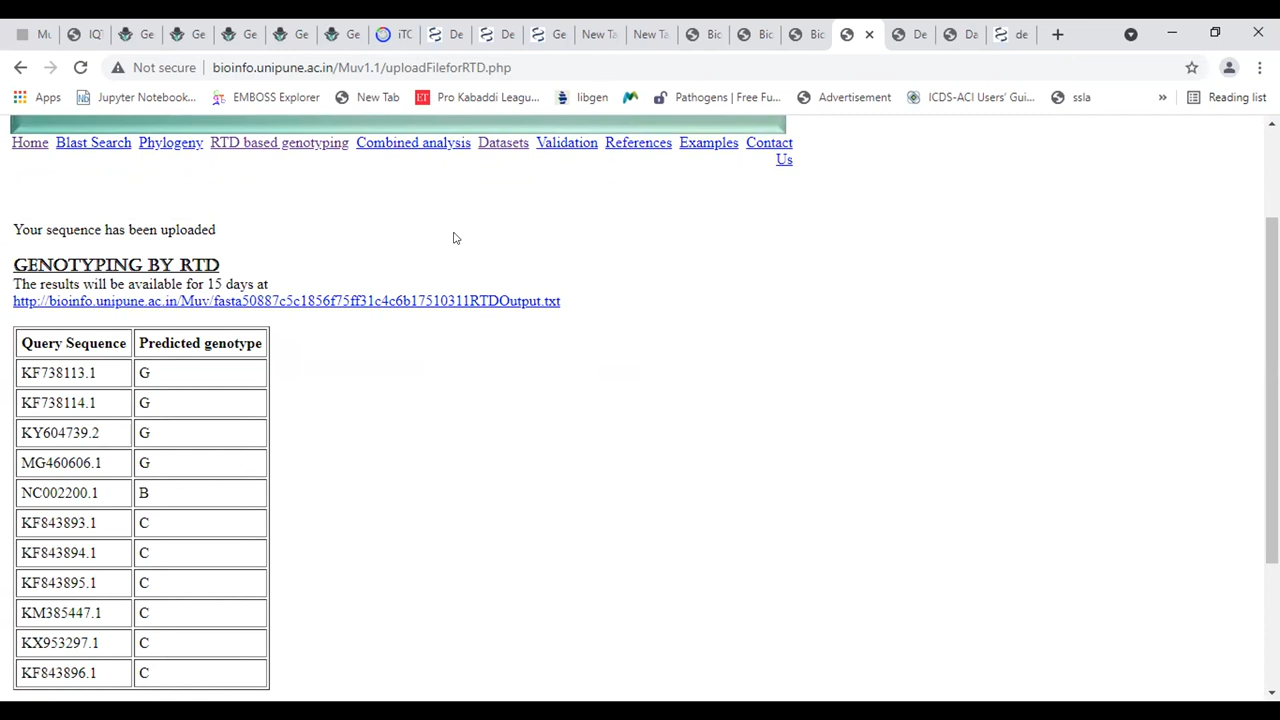 Mu IQ Ge Ge Ge Ge Ge iTC De De Ge New Ta New Ta Bic Bic Bic De Da de
Not secure bioinfo.unipune.ac.in/Muv1.1/uploadFileforRTD.php
Apps Jupyter Notebook... EMBOSS Explorer New Tab Pro Kabaddi Leagu... libgen Pathogens | Free Fu... Advertisement ICDS-ACI Users' Gui... ssla » Reading list
Home Blast Search Phylogeny RTD based genotyping Combined analysis Datasets Validation References Examples Contact
Us
Your sequence has been uploaded
GENOTYPING BY RTD
The results will be available for 15 days at
http://bioinfo.unipune.ac.in/Muv/fasta50887c5c1856f75ff31c4c6b17510311RTDOutput.txt
Query Sequence Predicted genotype
KF738113.1 G
KF738114.1 G
KY604739.2 G
MG460606.1 G
NC002200.1 B
KF843893.1 C
KF843894.1 C
KF843895.1 C
KM385447.1 C
KX953297.1 C
KF843896.1 C